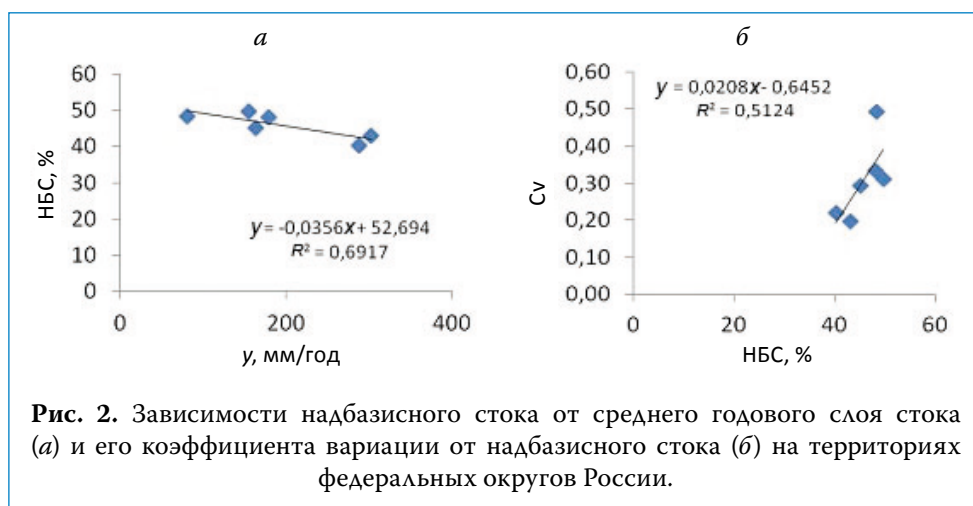 а
60
50
40
30
20
10
0
НБС, %
y = -0,0356x + 52,694
R² = 0,6917
0
200
400
y, мм/год
б
0,60
0,50
0,40
0,30
0,20
0,10
0,00
Cv
y = 0,0208x - 0,6452
R² = 0,5124
0
20
40
60
НБС, %
Рис. 2. Зависимости надбазисного стока от среднего годового слоя стока
(а) и его коэффициента вариации от надбазисного стока (б) на территориях
федеральных округов России.